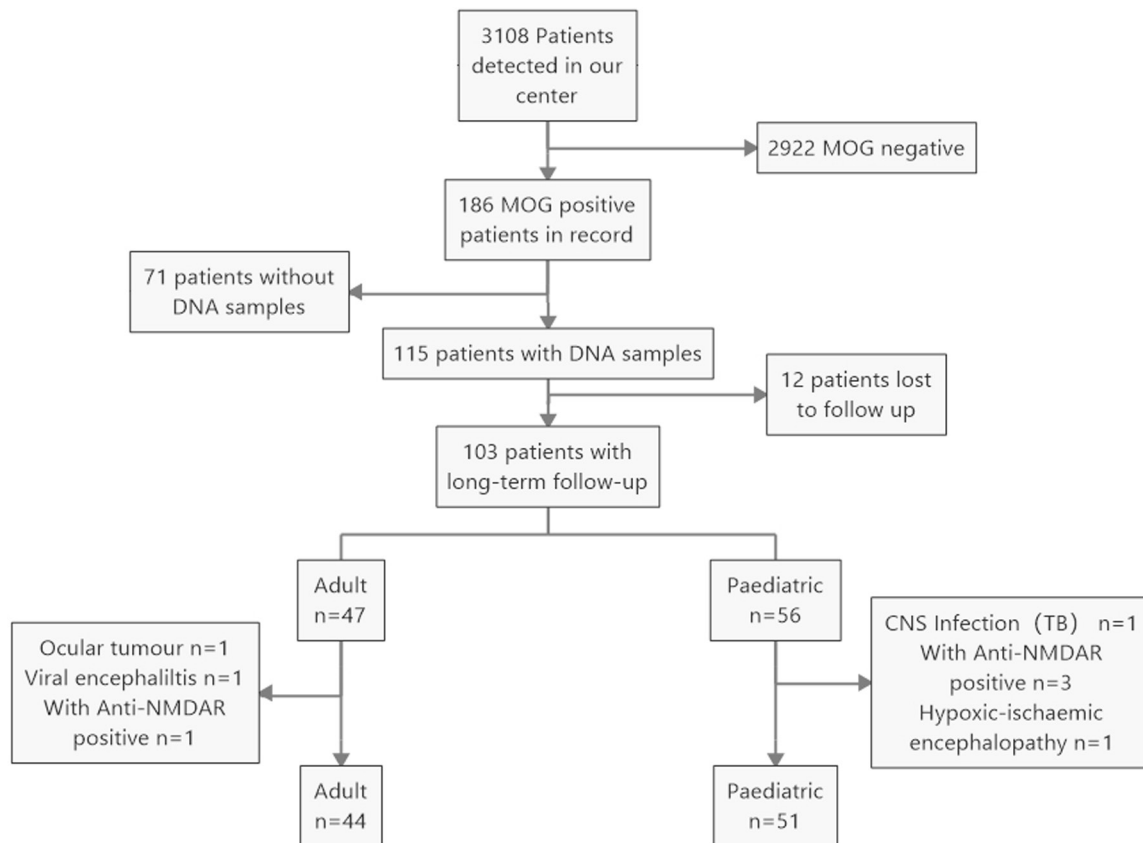 3108 Patients
detected in our
center
2922 MOG negative
186 MOG positive
patients in record
71 patients without
DNA samples
115 patients with DNA samples
12 patients lost
to follow up
103 patients with
long-term follow-up
Adult
n=47
Paediatric
n=56
Ocular tumour n=1
Viral encephaliltis n=1
With Anti-NMDAR
positive n=1
CNS Infection（TB） n=1
With Anti-NMDAR
positive n=3
Hypoxic-ischaemic
encephalopathy n=1
Adult
n=44
Paediatric
n=51